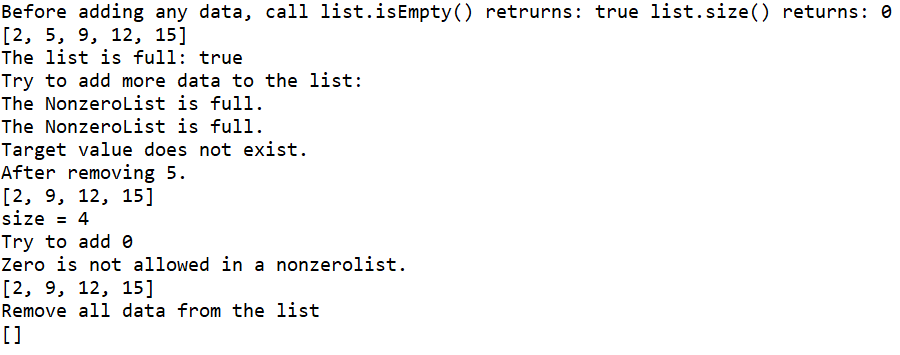 Before adding any data, call list.isEmpty() retrurns: true list.size() returns: 0
[2, 5, 9, 12, 15]
The list is full: true
Try to add more data to the list:
The NonzeroList is full.
The NonzeroList is full.
Target value does not exist.
After removing 5.
[2, 9, 12, 15]
size = 4
Try to add 0
Zero is not allowed in a nonzerolist.
[2, 9, 12, 15]
Remove all data from the list
[]